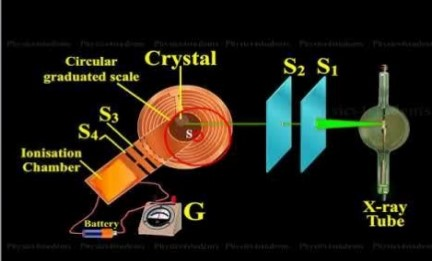 Circular
graduated scale
Crystal
S2 S1
S3
S4
S
Ionisation
Chamber
Battery
G
X-ray
Tube